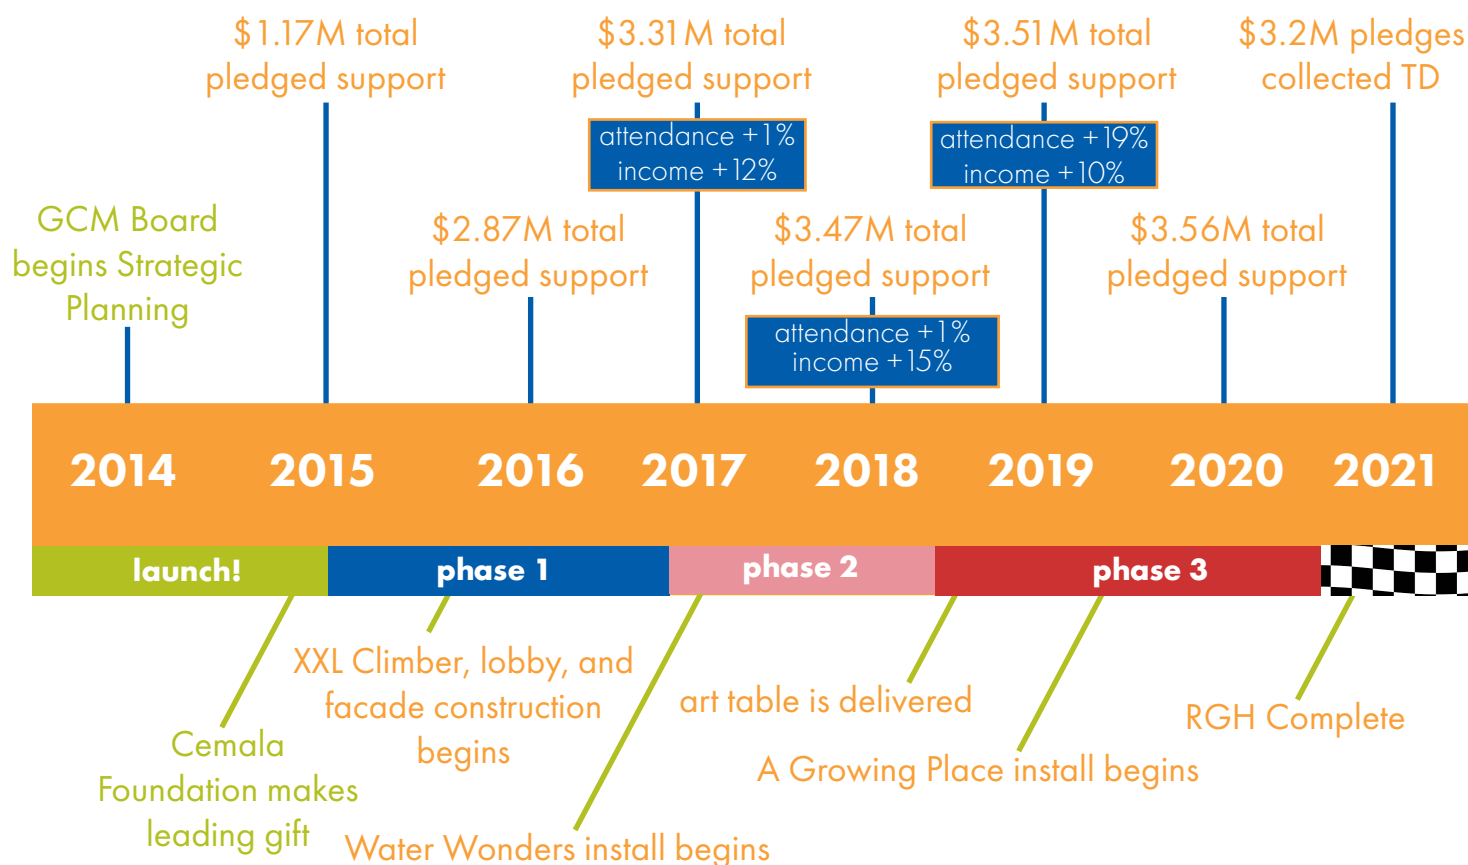 $1.17M total
pledged support
$3.31M total
pledged support
attendance +1%
income +12%
$3.51M total
pledged support
attendance +19%
income +10%
$3.2M pledges
collected TD
GCM Board
begins Strategic
Planning
$2.87M total
pledged support
$3.47M total
pledged support
attendance +1%
income +15%
$3.56M total
pledged support
2014
2015
2016
2017
2018
2019
2020
2021
launch!
phase 1
phase 2
phase 3
Cemala
Foundation makes
leading gift
XXL Climber, lobby, and
facade construction
begins
Water Wonders install begins
art table is delivered
A Growing Place install begins
RGH Complete